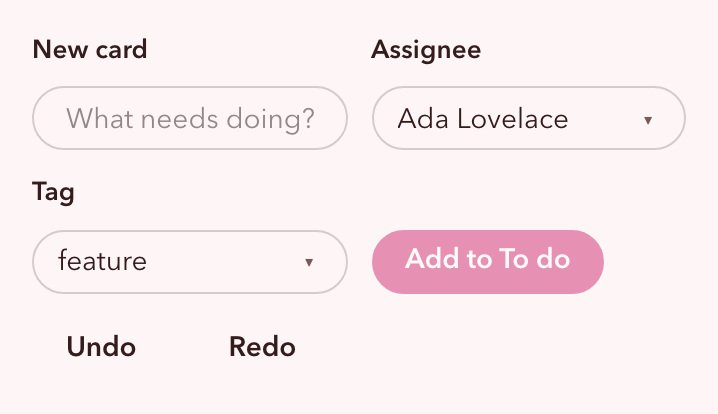 New card
Assignee
What needs doing?
Ada Lovelace
Tag
feature
Add to To do
Undo
Redo